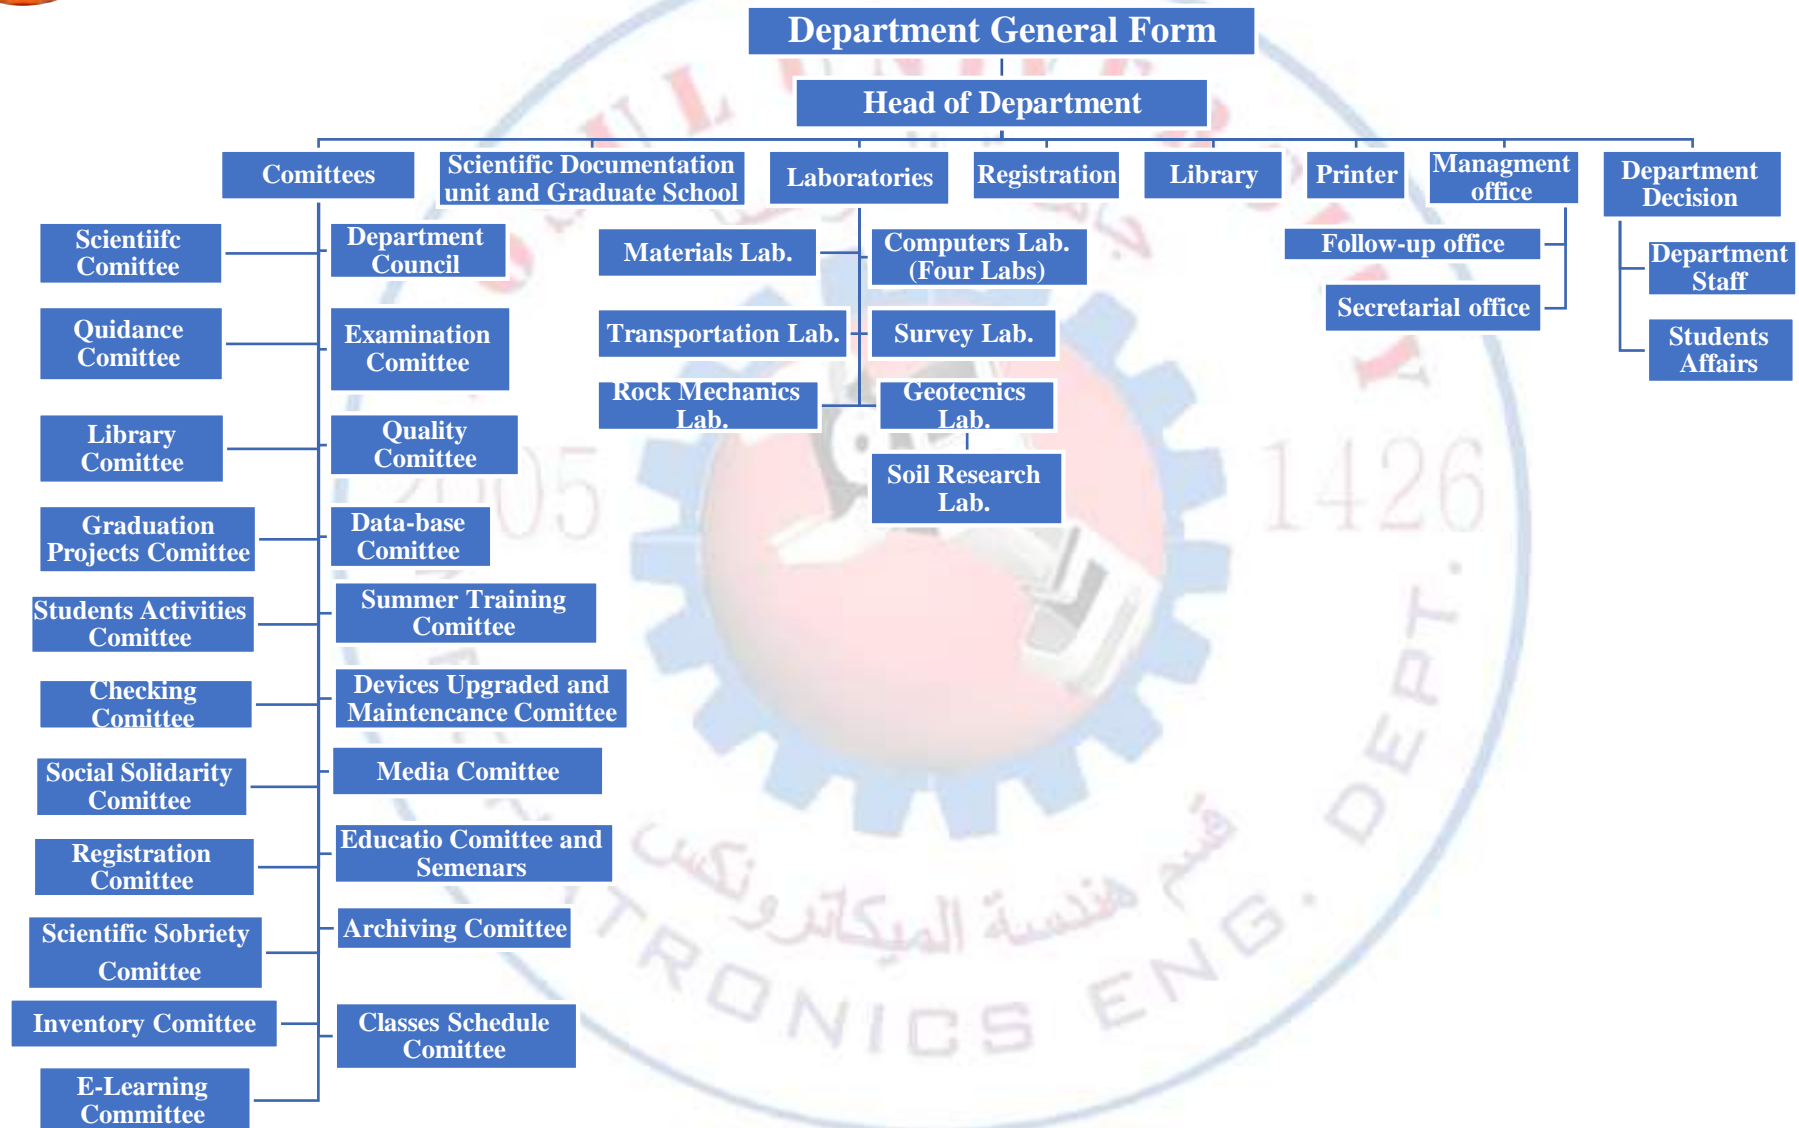 Department General Form
Head of Department
Comittees
Scientific Documentation
unit and Graduate School
Laboratories
Registration
Library
Printer
Managment
office
Department
Decision
Scientiifc
Comittee
Department
Council
Quidance
Comittee
Examination
Comittee
Library
Comittee
Quality
Comittee
Graduation
Projects Comittee
Data-base
Comittee
Students Activities
Comittee
Summer Training
Comittee
Checking
Comittee
Devices Upgraded and
Maintencance Comittee
Social Solidarity
Comittee
Media Comittee
Registration
Comittee
Educatio Comittee and
Semenars
Scientific Sobriety
Comittee
Archiving Comittee
Inventory Comittee
Classes Schedule
Comittee
E-Learning
Committee
Materials Lab.
Computers Lab.
(Four Labs)
Transportation Lab.
Survey Lab.
Rock Mechanics
Lab.
Geotecnics
Lab.
Soil Research
Lab.
Follow-up office
Secretarial office
Department
Staff
Students
Affairs
2005
1426
قسم هندسة الميكاترونكس
TRONICS ENG. DEPT.